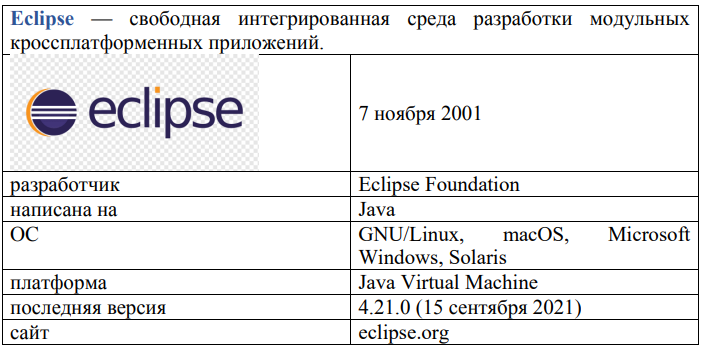 Eclipse — свободная интегрированная среда разработки модульных
кроссплатформенных приложений.
eclipse
7 ноября 2001
разработчик
Eclipse Foundation
написана на
Java
ОС
GNU/Linux, macOS, Microsoft
Windows, Solaris
платформа
Java Virtual Machine
последняя версия
4.21.0 (15 сентября 2021)
сайт
eclipse.org